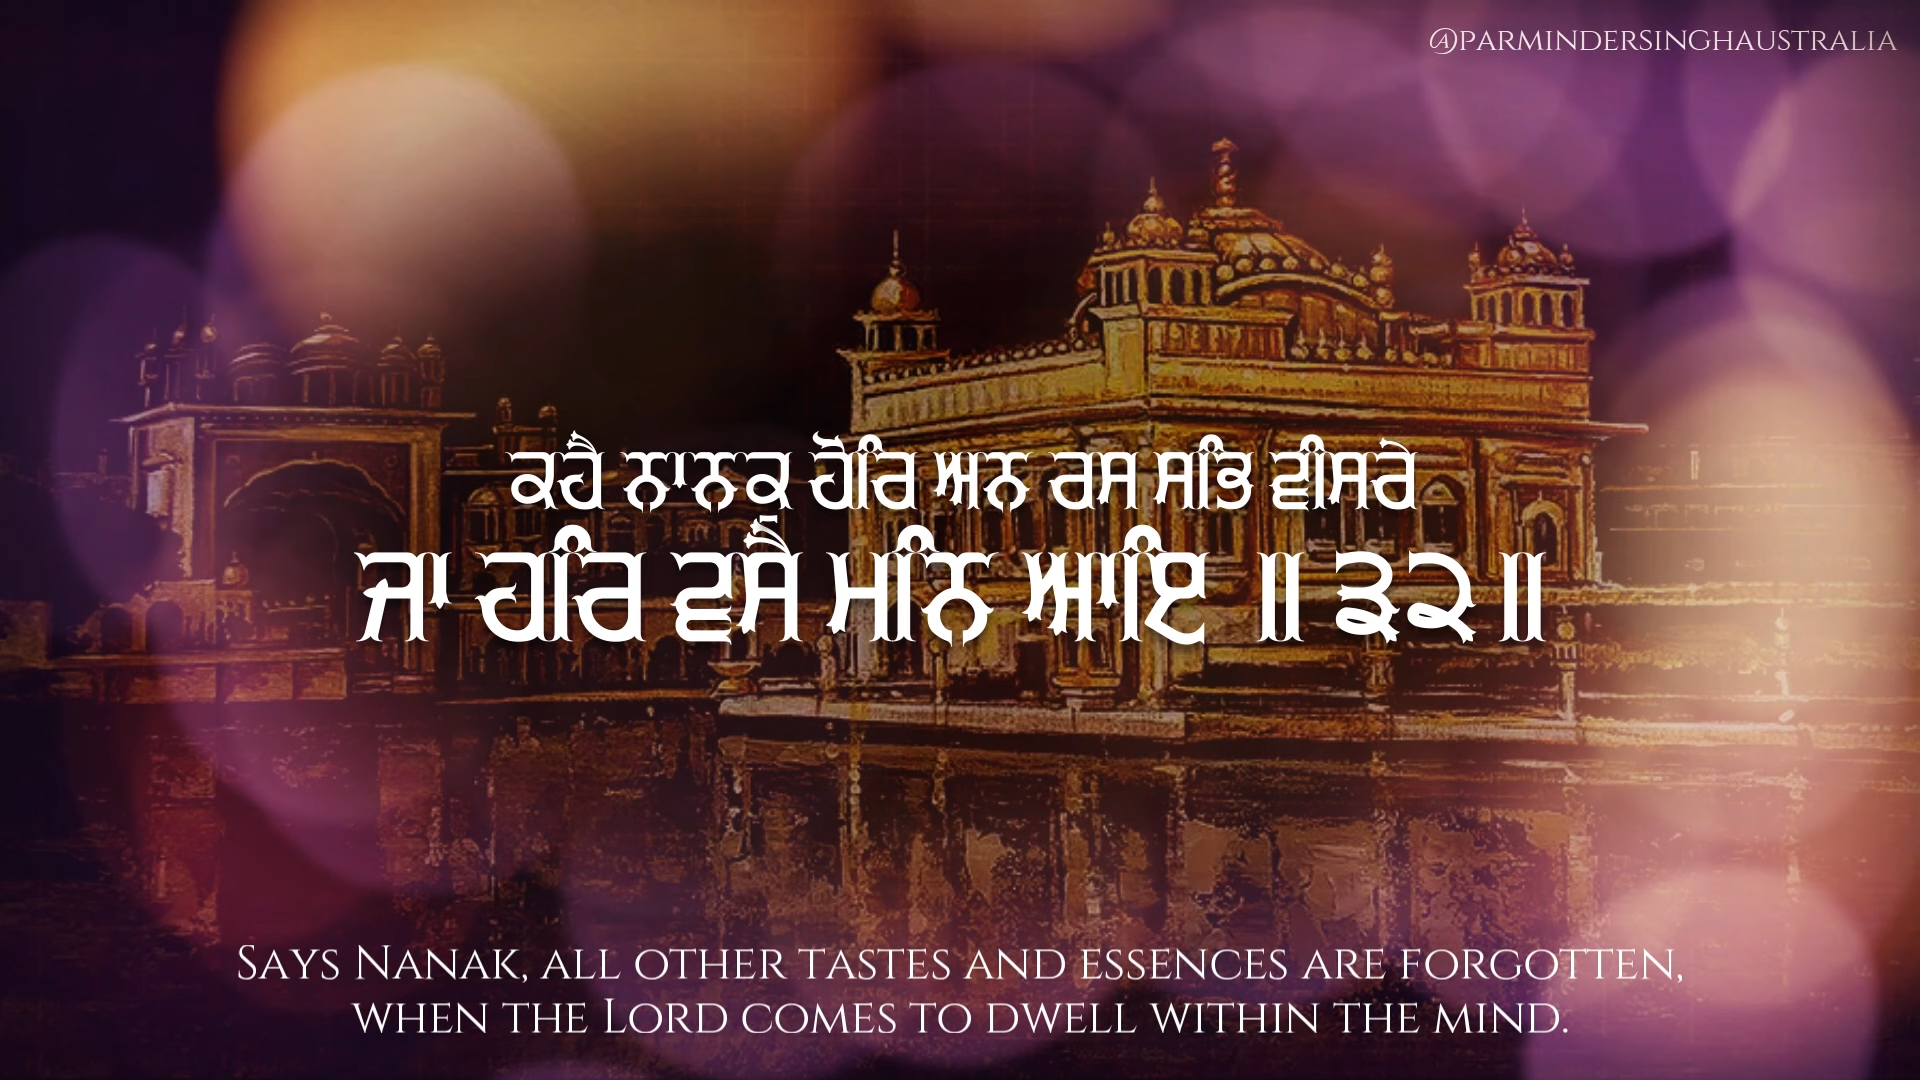 @PARMINDERSINGHAUSTRALIA
ਕਹੈ ਨਾਨਕੁ ਹੋਰਿ ਅਨ ਰਸ ਸਭਿ ਵੀਸਰੇ
ਜਾ ਹਰਿ ਵਸੈ ਮਨਿ ਆਇ ॥੩੨॥
Says Nanak, all other tastes and essences are forgotten,
when the Lord comes to dwell within the mind.